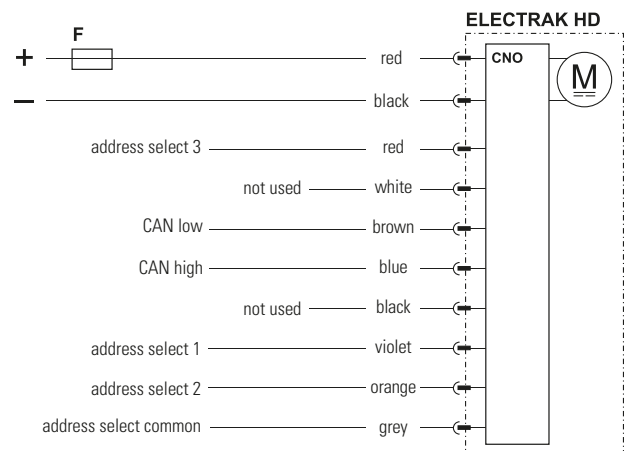 ELECTRAK HD
F
+ red CNO
M
– black
address select 3 red
not used white
CAN low brown
CAN high blue
not used black
address select 1 violet
address select 2 orange
address select common grey